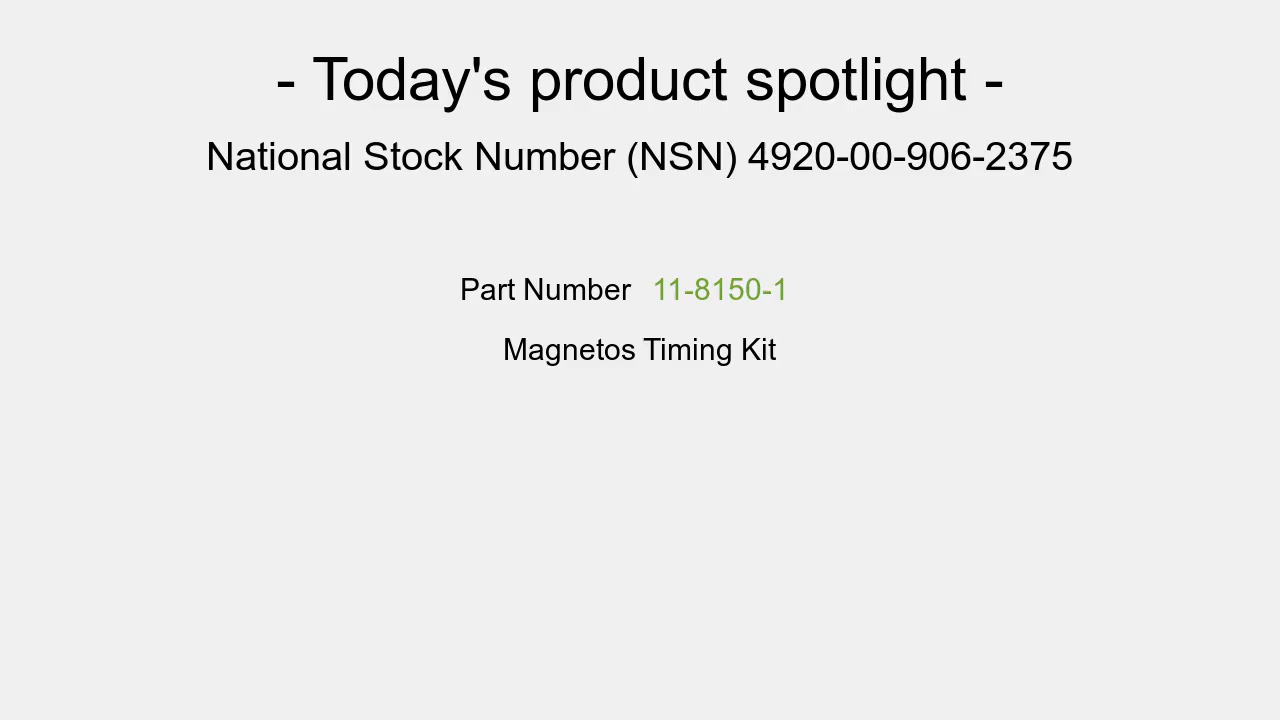 - Today's product spotlight -
National Stock Number (NSN) 4920-00-906-2375
Part Number 11-8150-1
Magnetos Timing Kit